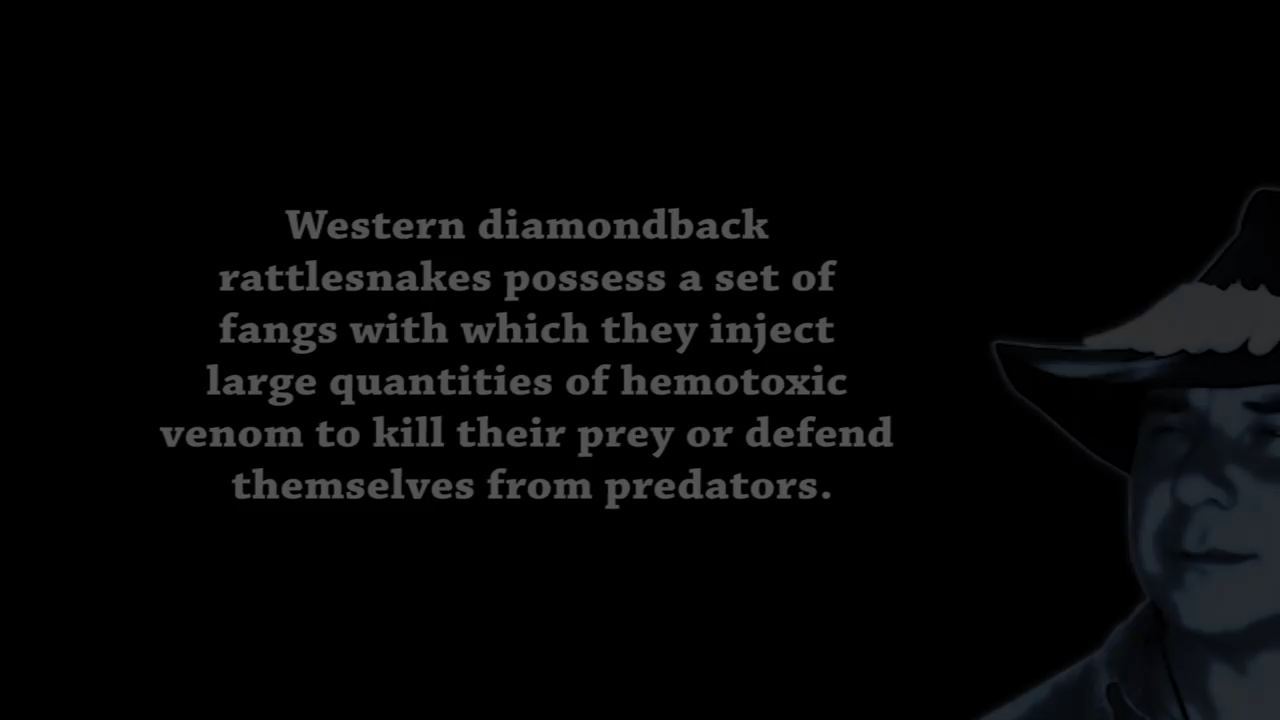 Western diamondback
rattlesnakes possess a set of
fangs with which they inject
large quantities of hemotoxic
venom to kill their prey or defend
themselves from predators.